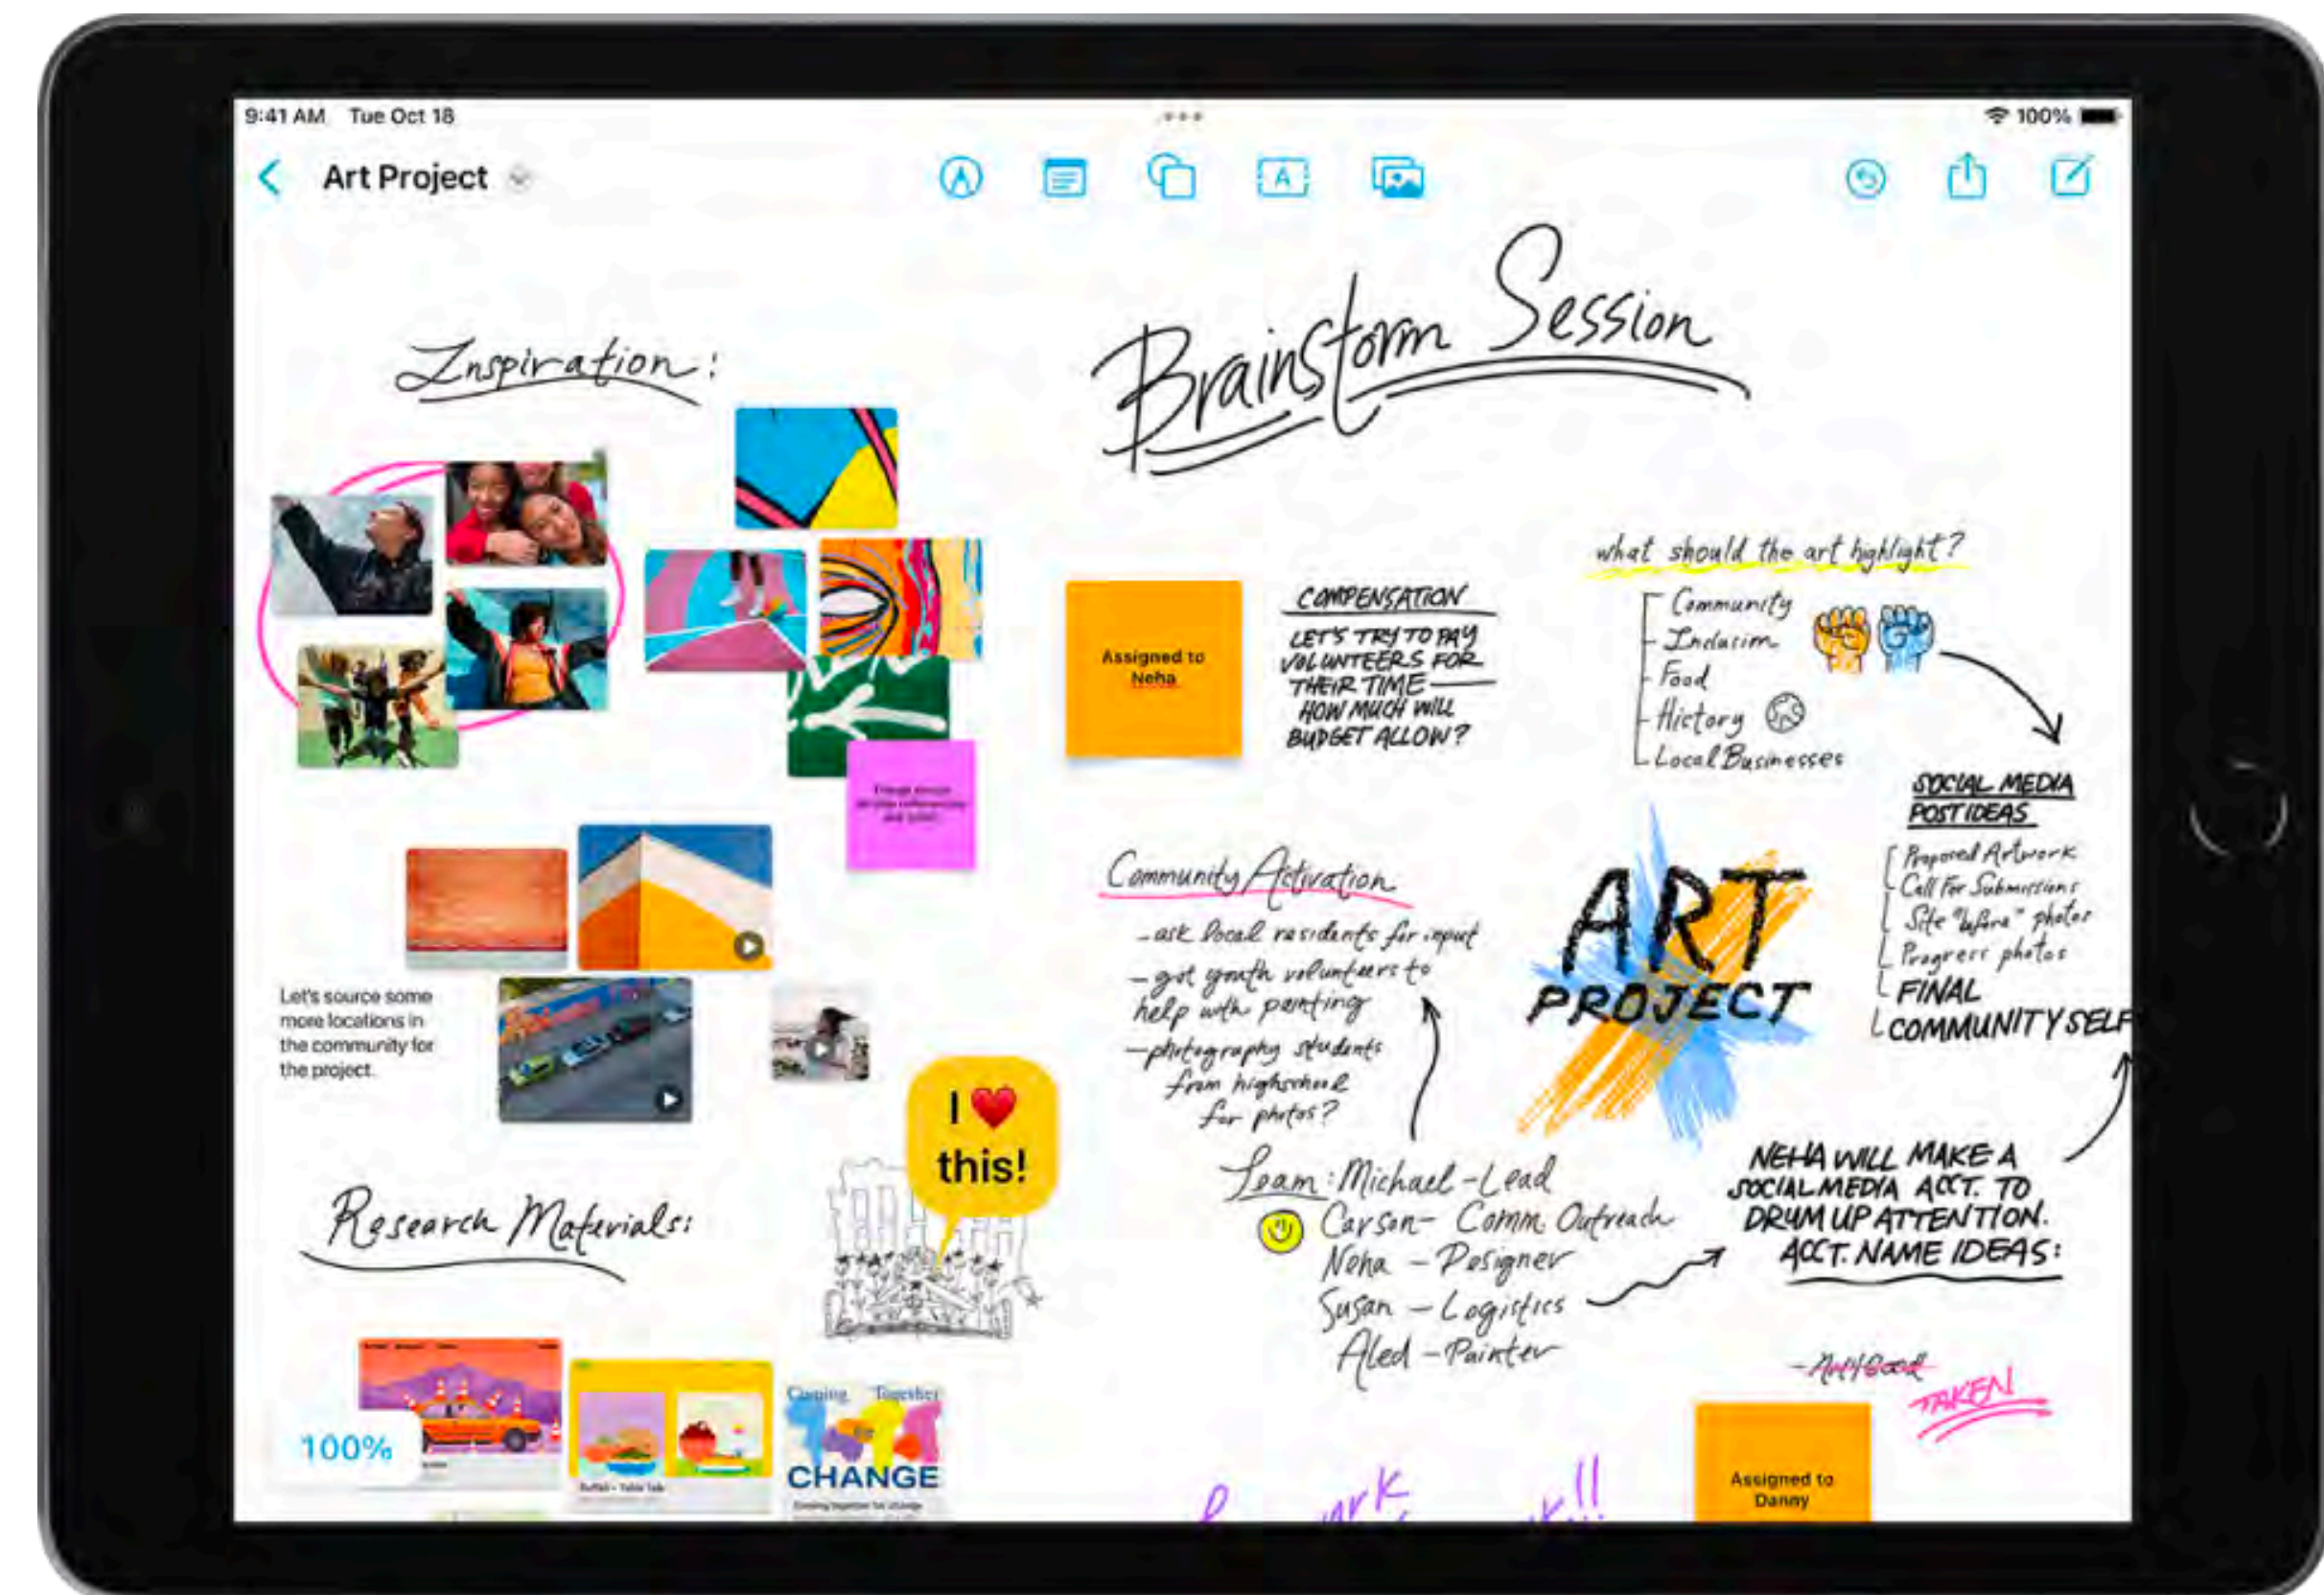 9:41 AM Tue Oct 18
100%
Art Project
A
Brainstorm Session
Inspiration:
what should the art highlight?
Community
Inclusion
Food
History
Local Businesses
Assigned to
Neha
COMPENSATION
LET'S TRY TO PAY
VOLUNTEERS FOR
THEIR TIME —
HOW MUCH WILL
BUDGET ALLOW?
SOCIAL MEDIA
POST IDEAS
Proposed Artwork
Call For Submissions
Site "before" photos
Progress photos
FINAL
COMMUNITY SELF
Community Activation
- ask local residents for input
- get youth volunteers to
help with painting
- photography students
from highschool
for photos?
ART
PROJECT
Let's source some
more locations in
the community for
the project.
I ❤️
this!
Team: Michael - Lead
Carson - Comm. Outreach
Neha - Designer
Susan - Logistics
Aled - Painter
NEHA WILL MAKE A
SOCIAL MEDIA ACCT. TO
DRUM UP ATTENTION.
ACCT. NAME IDEAS:
TAKEN
Assigned to
Danny
Research Materials:
100%
Coming Together
CHANGE
Coming together for change